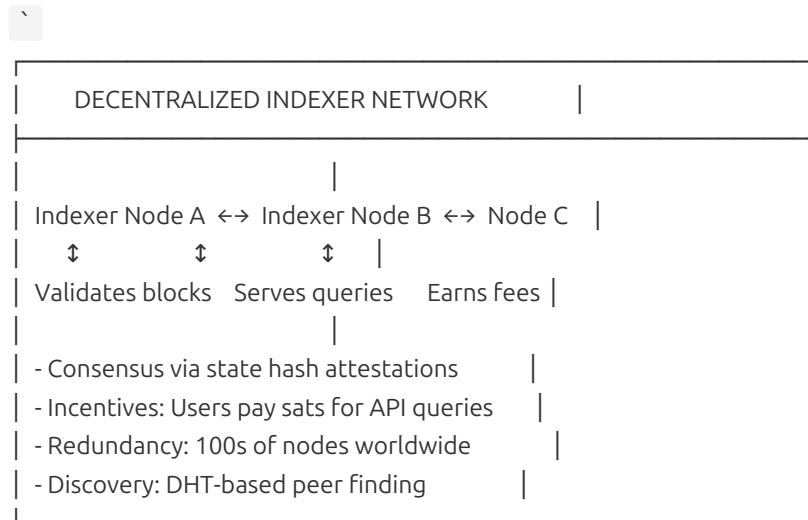 `
DECENTRALIZED INDEXER NETWORK
Indexer Node A ↔ Indexer Node B ↔ Node C
↕ ↕ ↕
Validates blocks Serves queries Earns fees
- Consensus via state hash attestations
- Incentives: Users pay sats for API queries
- Redundancy: 100s of nodes worldwide
- Discovery: DHT-based peer finding